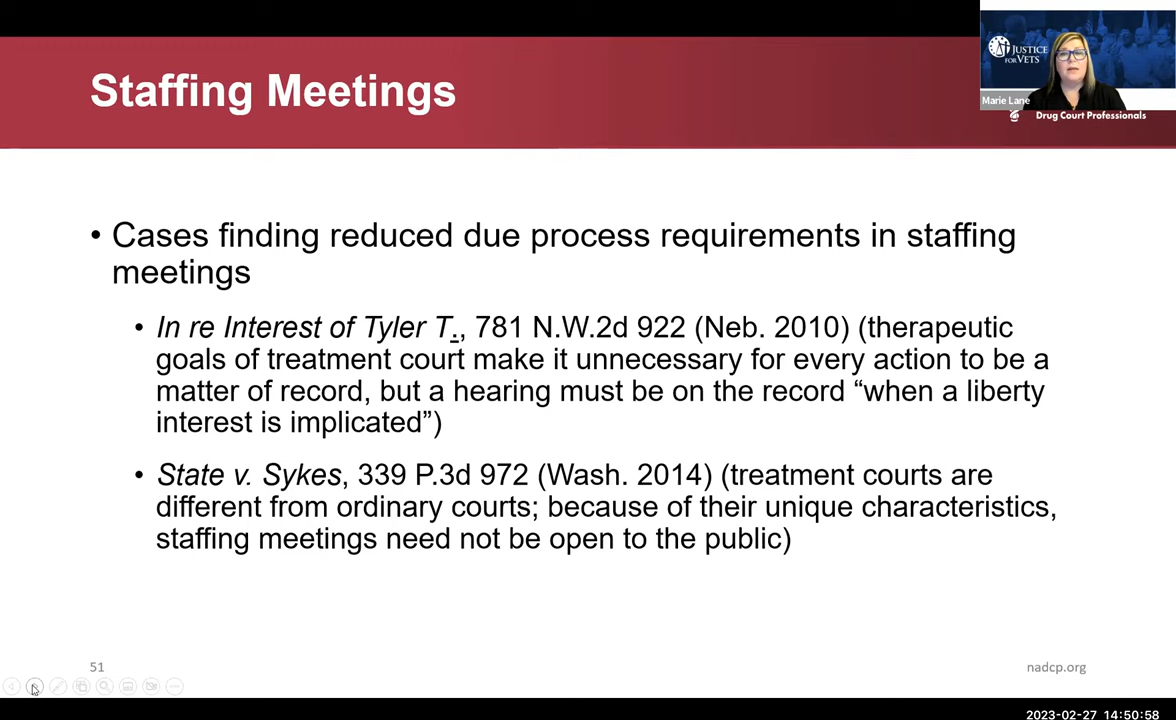 Staffing Meetings
JUSTICE
FOR VETS
Marie Lane
Drug Court Professionals
• Cases finding reduced due process requirements in staffing
meetings
• In re Interest of Tyler T., 781 N.W.2d 922 (Neb. 2010) (therapeutic
goals of treatment court make it unnecessary for every action to be a
matter of record, but a hearing must be on the record “when a liberty
interest is implicated”)
• State v. Sykes, 339 P.3d 972 (Wash. 2014) (treatment courts are
different from ordinary courts; because of their unique characteristics,
staffing meetings need not be open to the public)
51
nadcp.org
2023-02-27 14:50:58